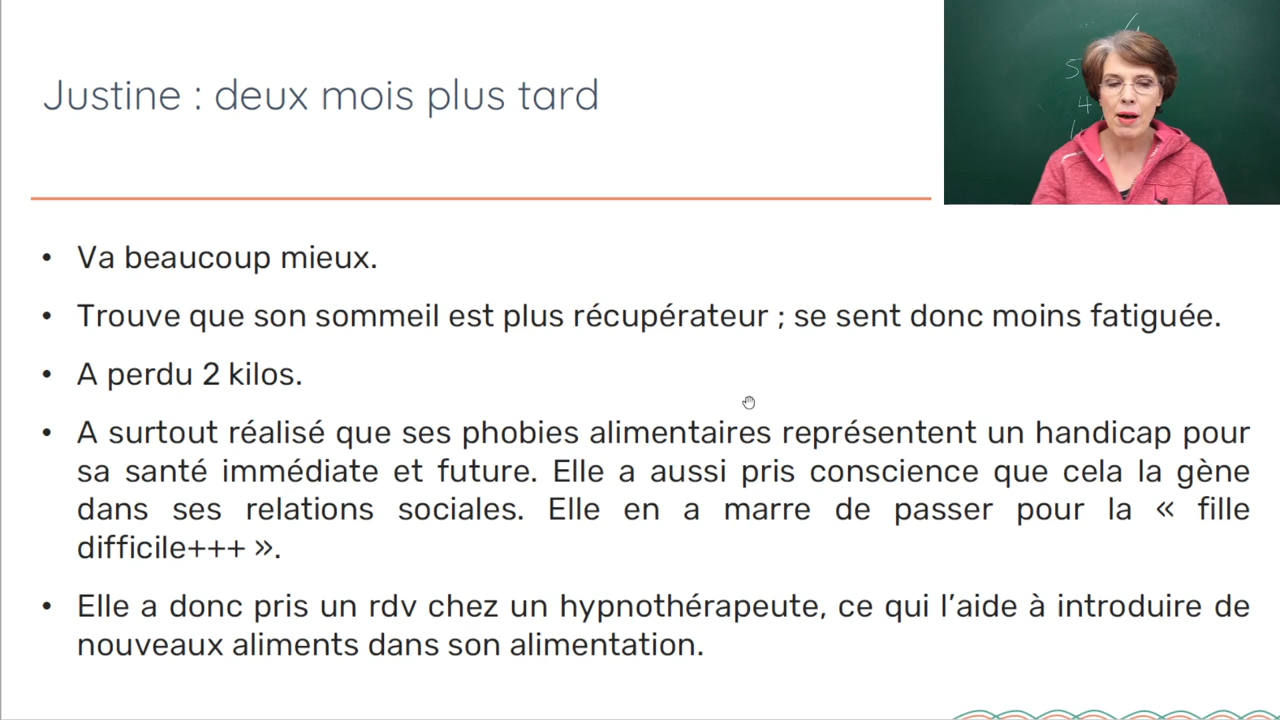 Justine : deux mois plus tard
5
4
• Va beaucoup mieux.
• Trouve que son sommeil est plus récupérateur ; se sent donc moins fatiguée.
• A perdu 2 kilos.
• A surtout réalisé que ses phobies alimentaires représentent un handicap pour
sa santé immédiate et future. Elle a aussi pris conscience que cela la gène
dans ses relations sociales. Elle en a marre de passer pour la « fille
difficile+++ ».
• Elle a donc pris un rdv chez un hypnothérapeute, ce qui l’aide à introduire de
nouveaux aliments dans son alimentation.